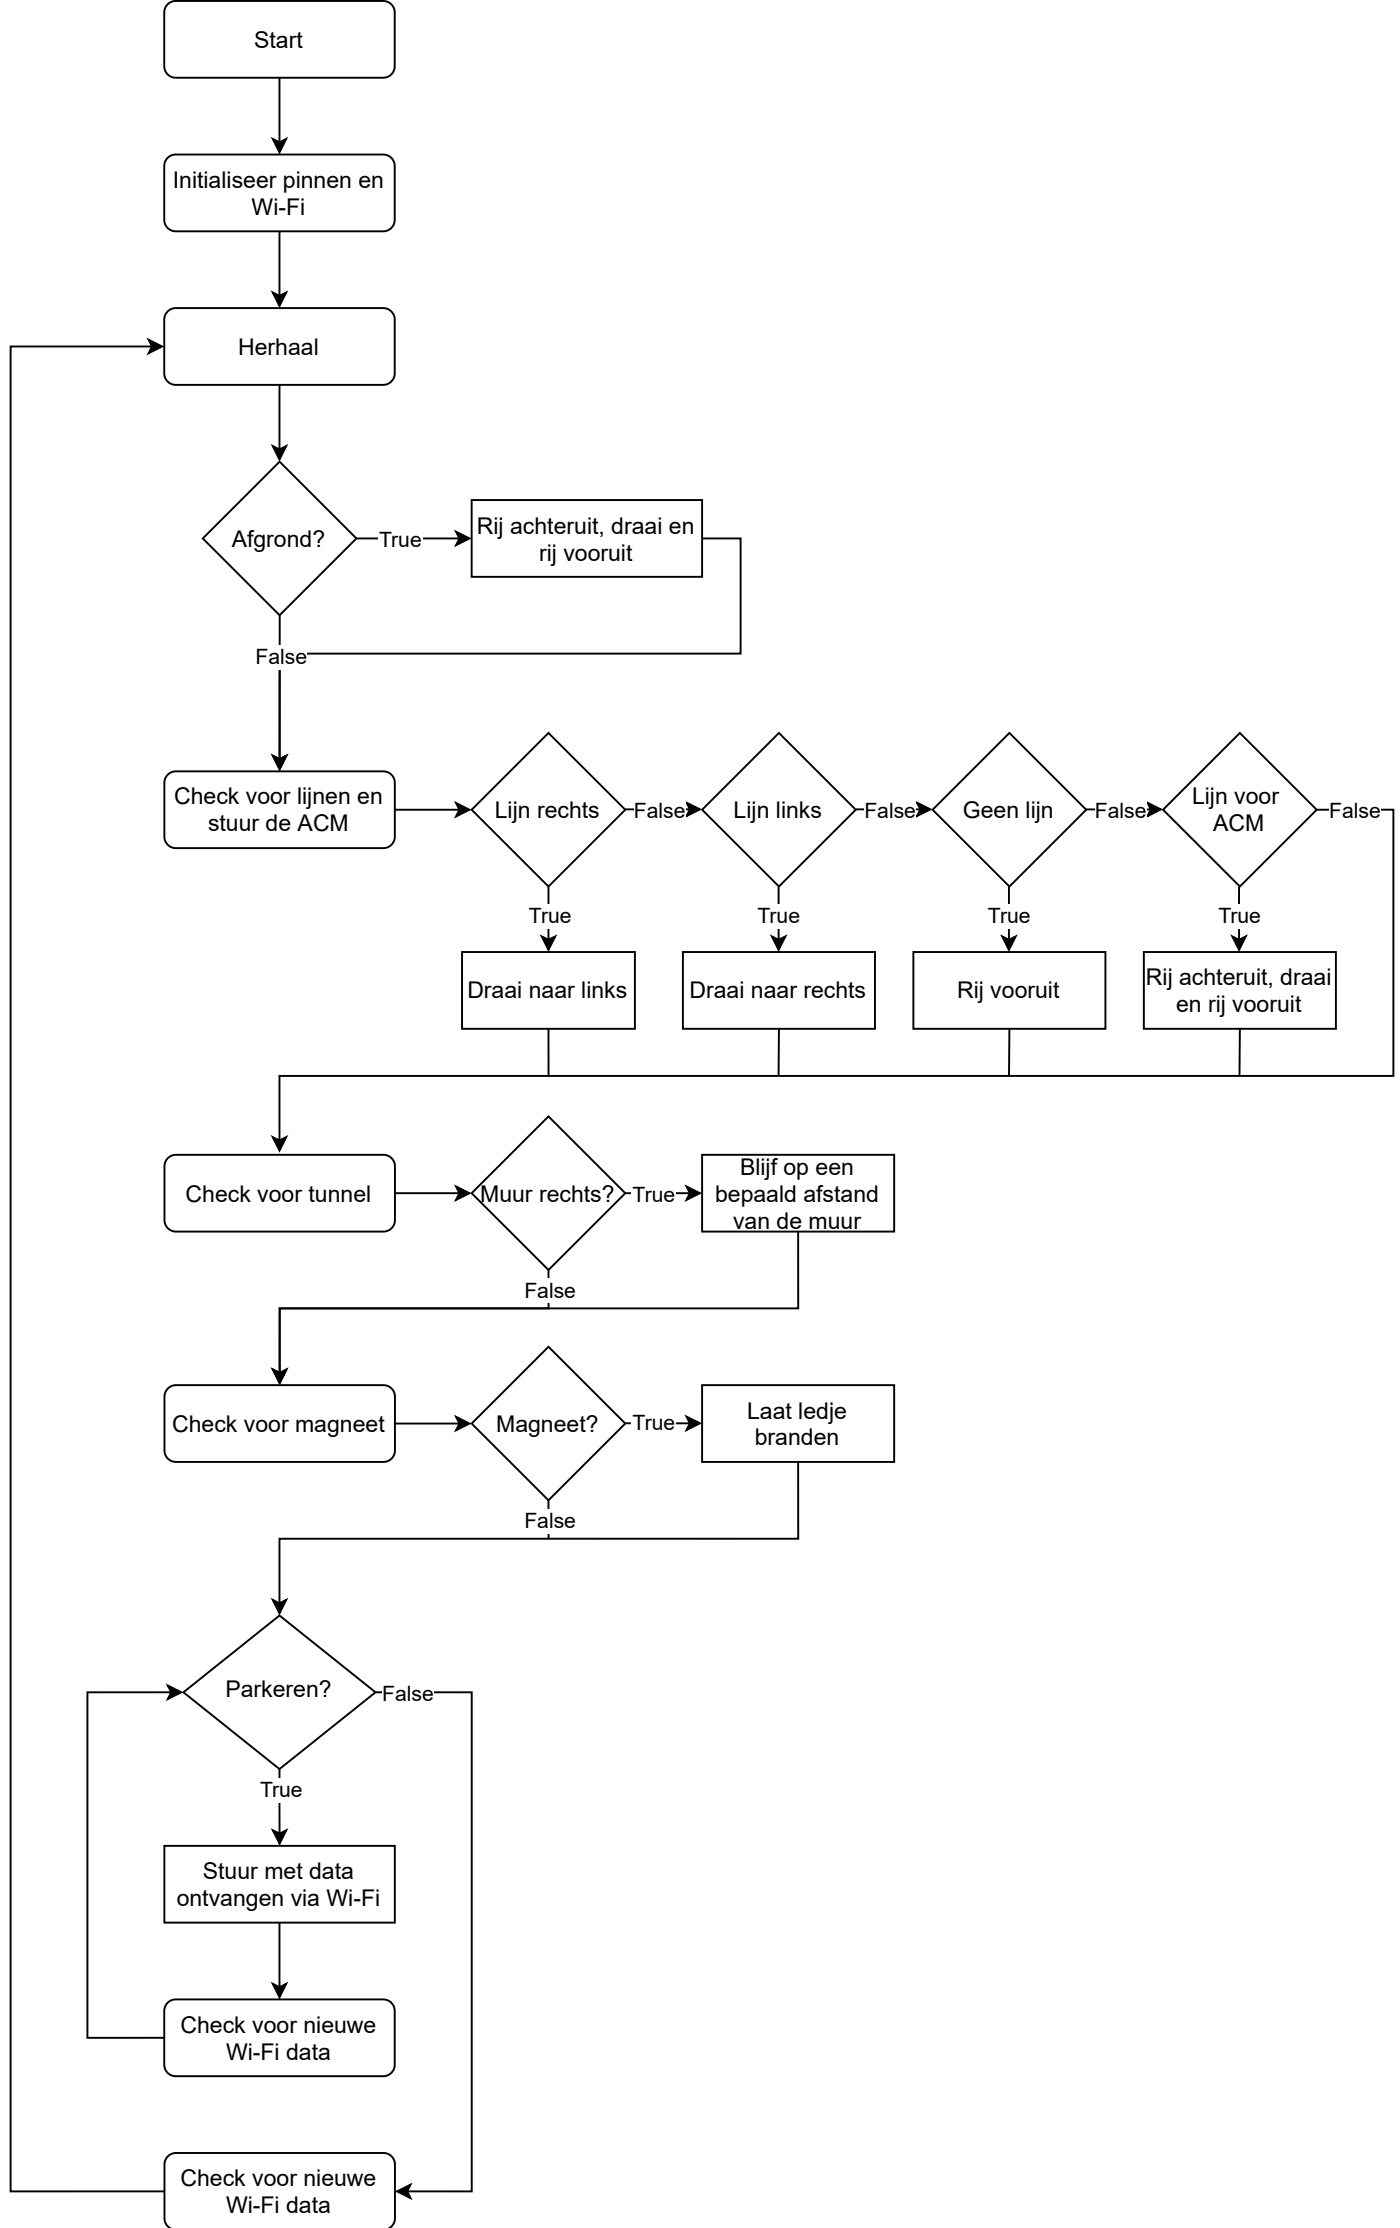 Start
Initialiseer pinnen en
Wi-Fi
Herhaal
Afgrond?
True
Rij achteruit, draai en
rij vooruit
False
Check voor lijnen en
stuur de ACM
Lijn rechts
False
Lijn links
False
Geen lijn
False
Lijn voor
ACM
False
True
True
True
True
Draai naar links
Draai naar rechts
Rij vooruit
Rij achteruit, draai
en rij vooruit
Check voor tunnel
Muur rechts?
True
Blijf op een
bepaald afstand
van de muur
False
Check voor magneet
Magneet?
True
Laat ledje
branden
False
Parkeren?
False
True
Stuur met data
ontvangen via Wi-Fi
Check voor nieuwe
Wi-Fi data
Check voor nieuwe
Wi-Fi data